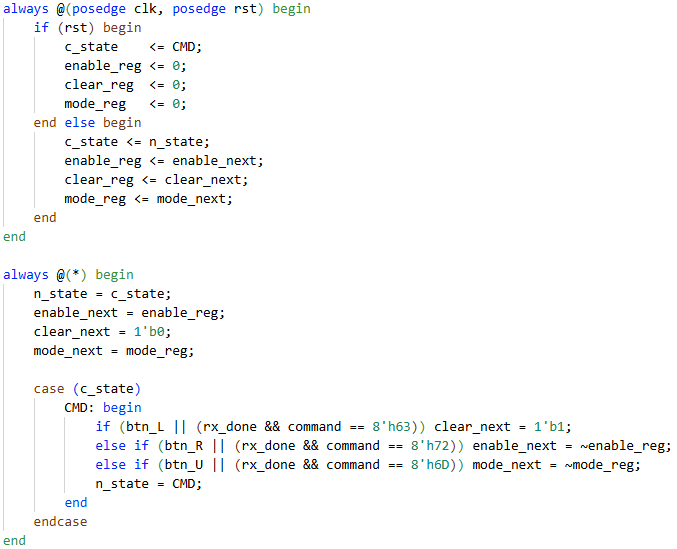 always @(posedge clk, posedge rst) begin
    if (rst) begin
        c_state    <= CMD;
        enable_reg <= 0;
        clear_reg  <= 0;
        mode_reg   <= 0;
    end else begin
        c_state <= n_state;
        enable_reg <= enable_next;
        clear_reg <= clear_next;
        mode_reg <= mode_next;
    end
end

always @(*) begin
    n_state = c_state;
    enable_next = enable_reg;
    clear_next = 1'b0;
    mode_next = mode_reg;

    case (c_state)
        CMD: begin
            if (btn_L || (rx_done && command == 8'h63)) clear_next = 1'b1;
            else if (btn_R || (rx_done && command == 8'h72)) enable_next = ~enable_reg;
            else if (btn_U || (rx_done && command == 8'h6D)) mode_next = ~mode_reg;
            n_state = CMD;
        end
    endcase
end